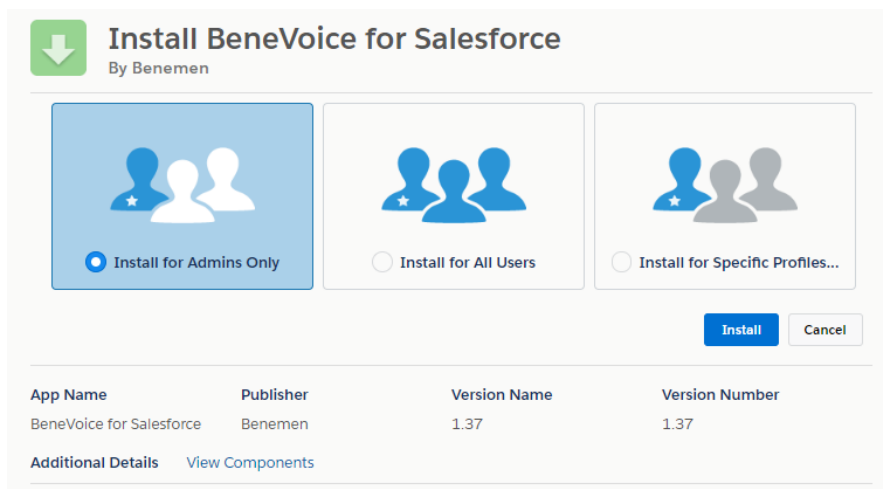 Install BeneVoice for Salesforce
By Benemen
Install for Admins Only
Install for All Users
Install for Specific Profiles...
Install Cancel
App Name Publisher Version Name Version Number
BeneVoice for Salesforce Benemen 1.37 1.37
Additional Details View Components